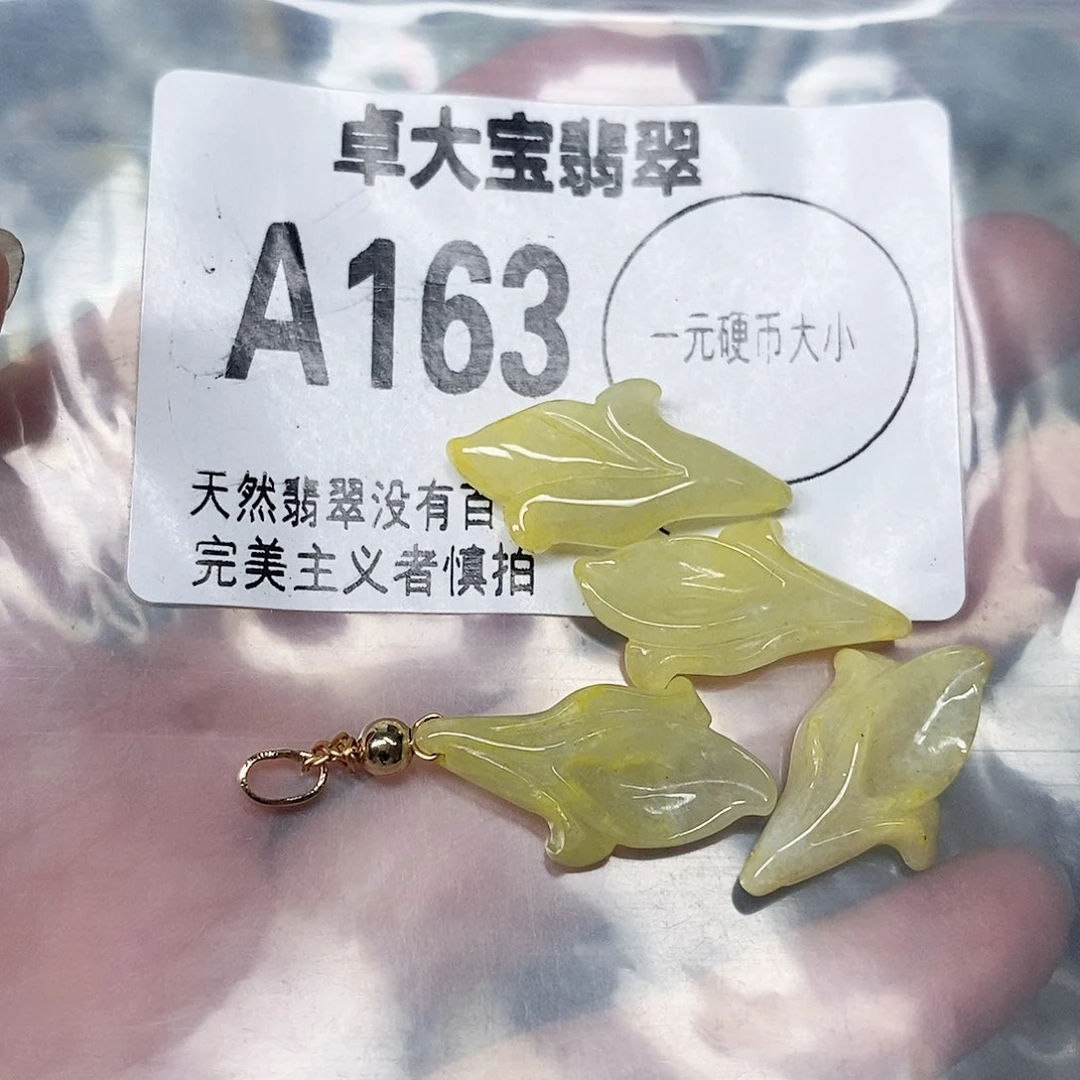 卓大宝翡翠
A163
一元硬币大小
天然翡翠没有百
完美主义者慎拍